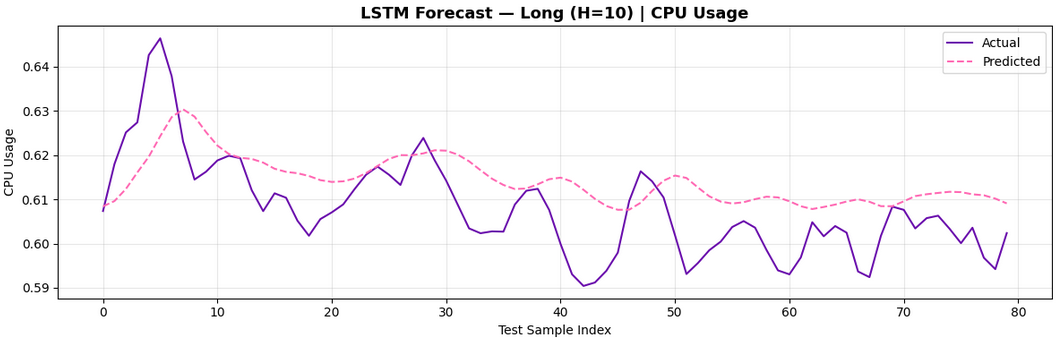 LSTM Forecast — Long (H=10) | CPU Usage
Actual
Predicted
CPU Usage
0.64
0.63
0.62
0.61
0.60
0.59
0 10 20 30 40 50 60 70 80
Test Sample Index